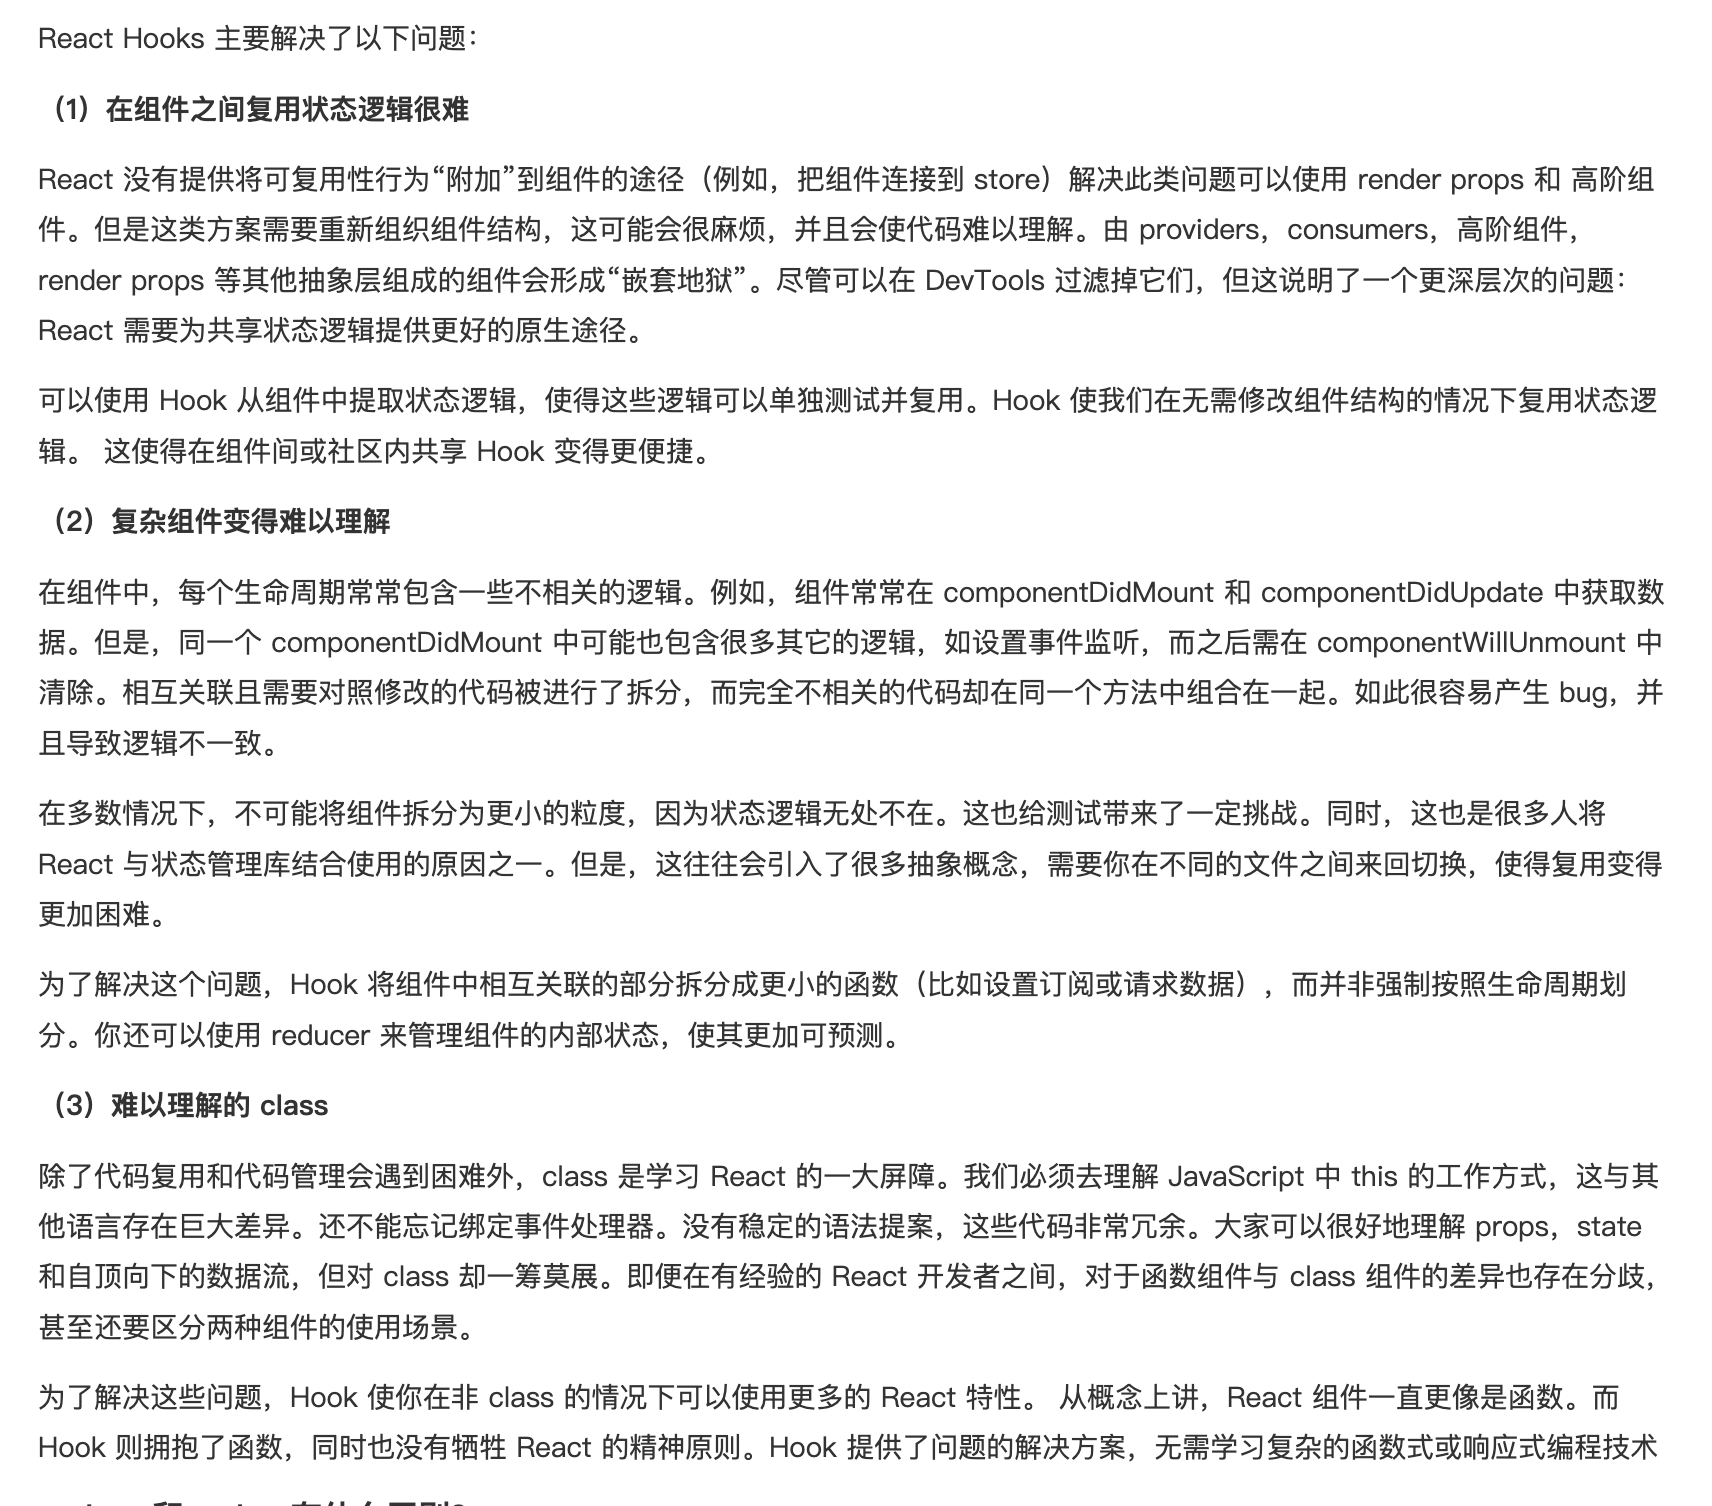 React Hooks 主要解决了以下问题：
（1）在组件之间复用状态逻辑很难
React 没有提供将可复用性行为“附加”到组件的途径（例如，把组件连接到 store）解决此类问题可以使用 render props 和 高阶组
件。但是这类方案需要重新组织组件结构，这可能会很麻烦，并且会使代码难以理解。由 providers，consumers，高阶组件，
render props 等其他抽象层组成的组件会形成“嵌套地狱”。尽管可以在 DevTools 过滤掉它们，但这说明了一个更深层次的问题：
React 需要为共享状态逻辑提供更好的原生途径。
可以使用 Hook 从组件中提取状态逻辑，使得这些逻辑可以单独测试并复用。Hook 使我们在无需修改组件结构的情况下复用状态逻
辑。 这使得在组件间或社区内共享 Hook 变得更便捷。
（2）复杂组件变得难以理解
在组件中，每个生命周期常常包含一些不相关的逻辑。例如，组件常常在 componentDidMount 和 componentDidUpdate 中获取数
据。但是，同一个 componentDidMount 中可能也包含很多其它的逻辑，如设置事件监听，而之后需在 componentWillUnmount 中
清除。相互关联且需要对照修改的代码被进行了拆分，而完全不相关的代码却在同一个方法中组合在一起。如此很容易产生 bug，并
且导致逻辑不一致。
在多数情况下，不可能将组件拆分为更小的粒度，因为状态逻辑无处不在。这也给测试带来了一定挑战。同时，这也是很多人将
React 与状态管理库结合使用的原因之一。但是，这往往会引入了很多抽象概念，需要你在不同的文件之间来回切换，使得复用变得
更加困难。
为了解决这个问题，Hook 将组件中相互关联的部分拆分成更小的函数（比如设置订阅或请求数据），而并非强制按照生命周期划
分。你还可以使用 reducer 来管理组件的内部状态，使其更加可预测。
（3）难以理解的 class
除了代码复用和代码管理会遇到困难外，class 是学习 React 的一大屏障。我们必须去理解 JavaScript 中 this 的工作方式，这与其
他语言存在巨大差异。还不能忘记绑定事件处理器。没有稳定的语法提案，这些代码非常冗余。大家可以很好地理解 props，state
和自顶向下的数据流，但对 class 却一筹莫展。即便在有经验的 React 开发者之间，对于函数组件与 class 组件的差异也存在分歧，
甚至还要区分两种组件的使用场景。
为了解决这些问题，Hook 使你在非 class 的情况下可以使用更多的 React 特性。 从概念上讲，React 组件一直更像是函数。而
Hook 则拥抱了函数，同时也没有牺牲 React 的精神原则。Hook 提供了问题的解决方案，无需学习复杂的函数式或响应式编程技术